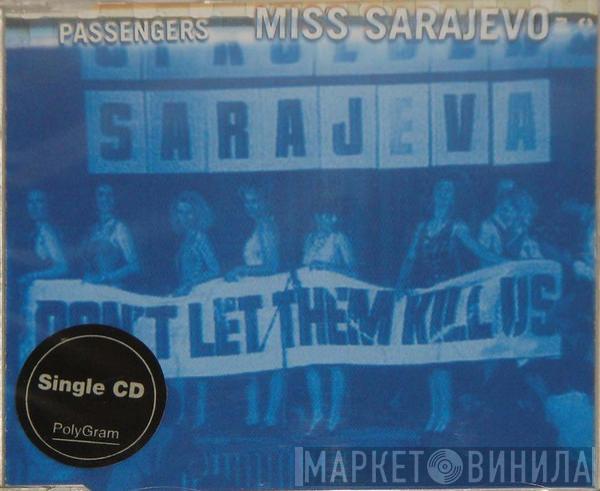 PASSENGERS MISS SARAJEVO
SARAJEVA
DON'T LET THEM KILL US
Single CD
PolyGram
МАРКЕТ ВИНИЛА